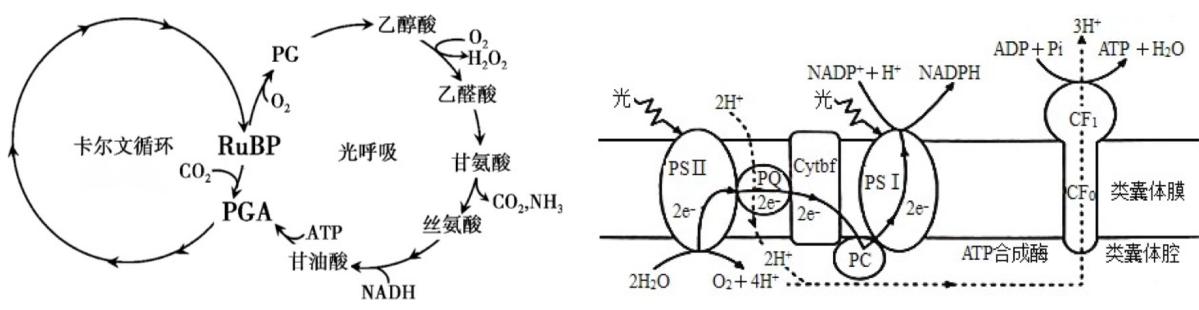 乙醇酸
O₂
H₂O₂
PG
O₂
乙醛酸
卡尔文循环
RuBP
光呼吸
甘氨酸
CO₂
CO₂,NH₃
PGA
丝氨酸
ATP
甘油酸
NADH
3H⁺
ADP+Pi
ATP+H₂O
NADP⁺+H⁺
NADPH
光
2H⁺
光
CF₁
PSⅡ
PQ
Cytbf
PSⅠ
CF₀
类囊体膜
2e-
2e-
2e-
2e-
2H⁺
PC
ATP合成酶
类囊体腔
2H₂O
O₂+4H⁺